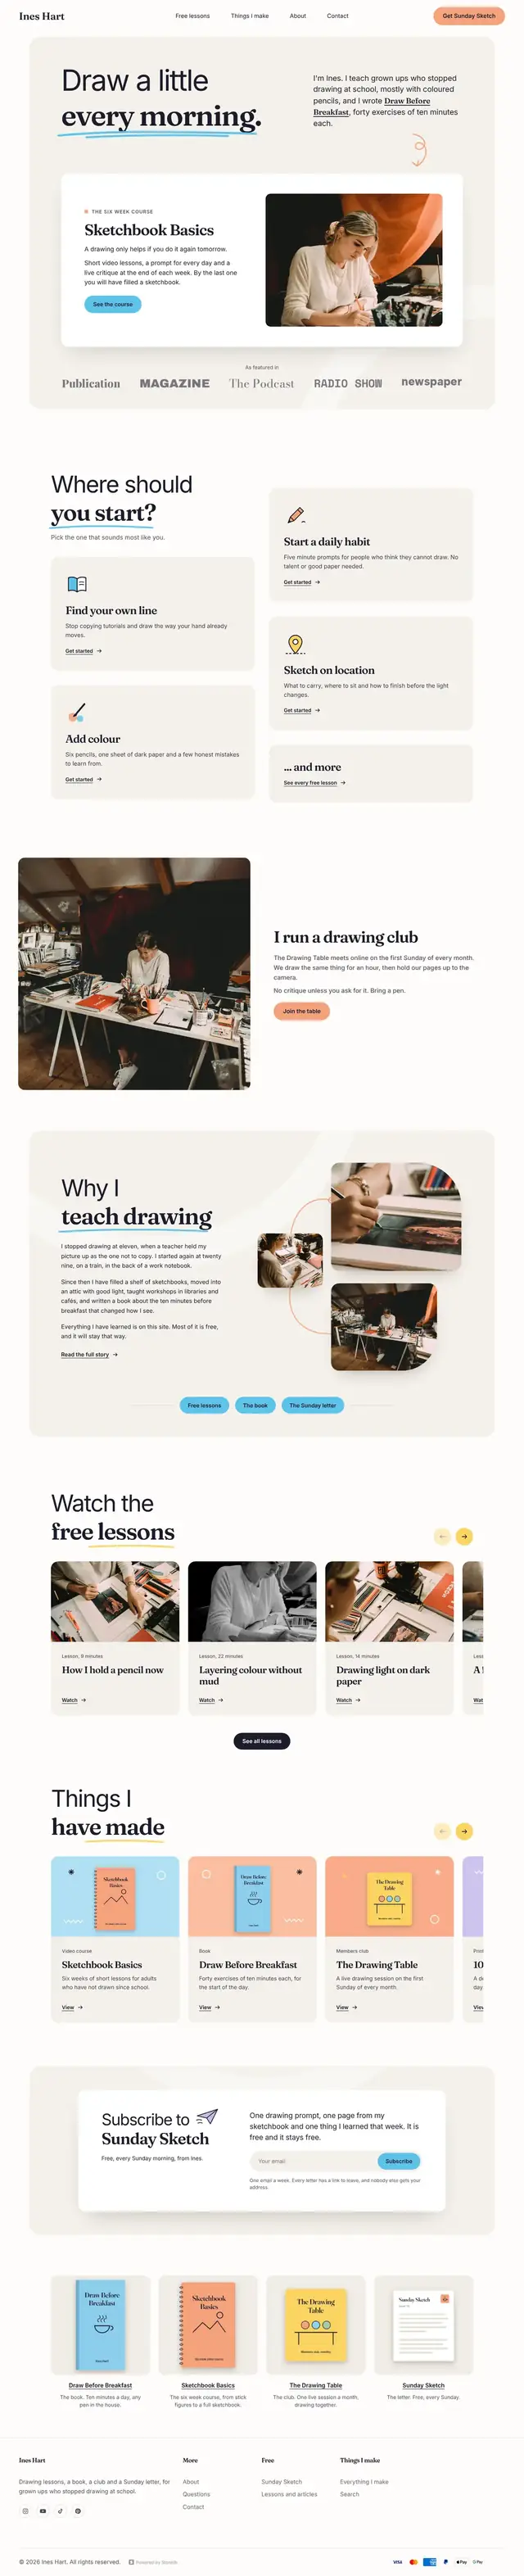 Ines Hart
Free lessons
Things I make
About
Contact
Get Sunday Sketch
Draw a little
every morning.
I'm Ines. I teach grown ups who stopped
drawing at school, mostly with coloured
pencils, and I wrote Draw Before
Breakfast, forty exercises of ten minutes
each.
THE SIX WEEK COURSE
Sketchbook Basics
A drawing only helps if you do it again tomorrow.
Short video lessons, a prompt for every day and a
live critique at the end of each week. By the last one
you will have filled a sketchbook.
See the course
As featured in
Publication
MAGAZINE
The Podcast
RADIO SHOW
newspaper
Where should
you start?
Pick the one that sounds most like you.
Find your own line
Stop copying tutorials and draw the way your hand already
moves.
Get started
Add colour
Six pencils, one sheet of dark paper and a few honest mistakes
to learn from.
Get started
Start a daily habit
Five minute prompts for people who think they cannot draw. No
talent or good paper needed.
Get started
Sketch on location
What to carry, where to sit and how to finish before the light
changes.
Get started
... and more
See every free lesson
I run a drawing club
The Drawing Table meets online on the first Sunday of every month.
We draw the same thing for an hour, then hold our pages up to the
camera.
No critique unless you ask for it. Bring a pen.
Join the table
Why I
teach drawing
I stopped drawing at eleven, when a teacher held my
picture up as the one not to copy. I started again at twenty
nine, on a train, in the back of a work notebook.
Since then I have filled a shelf of sketchbooks, moved into
an attic with good light, taught workshops in libraries and
cafés, and written a book about the ten minutes before
breakfast that changed how I see.
Everything I have learned is on this site. Most of it is free,
and it will stay that way.
Read the full story
Free lessons
The book
The Sunday letter
Watch the
free lessons
Lesson, 9 minutes
How I hold a pencil now
Watch
Lesson, 22 minutes
Layering colour without
mud
Watch
Lesson, 14 minutes
Drawing light on dark
paper
Watch
See all lessons
Things I
have made
Sketchbook
Basics
Video course
Sketchbook Basics
Six weeks of short lessons for adults
who have not drawn since school.
View
Draw Before
Breakfast
Book
Draw Before Breakfast
Forty exercises of ten minutes each, for
the start of the day.
View
The Drawing
Table
Members club
The Drawing Table
A live drawing session on the first
Sunday of every month.
View
Subscribe to
Sunday Sketch
Free, every Sunday morning, from Ines.
One drawing prompt, one page from my
sketchbook and one thing I learned that week. It is
free and it stays free.
Your email
Subscribe
One email a week. Every letter has a link to leave, and nobody else gets your
address.
Draw Before
Breakfast
Draw Before Breakfast
The book. Ten minutes a day, any
pen in the house.
Sketchbook
Basics
Sketchbook Basics
The six week course, from stick
figures to a full sketchbook.
The Drawing
Table
The Drawing Table
The club. One live session a month,
drawing together.
Sunday Sketch
Sunday Sketch
The letter. Free, every Sunday.
Ines Hart
Drawing lessons, a book, a club and a Sunday letter, for
grown ups who stopped drawing at school.
More
About
Questions
Contact
Free
Sunday Sketch
Lessons and articles
Things I make
Everything I make
Search
© 2026 Ines Hart. All rights reserved.
VISA
Pay
Pay